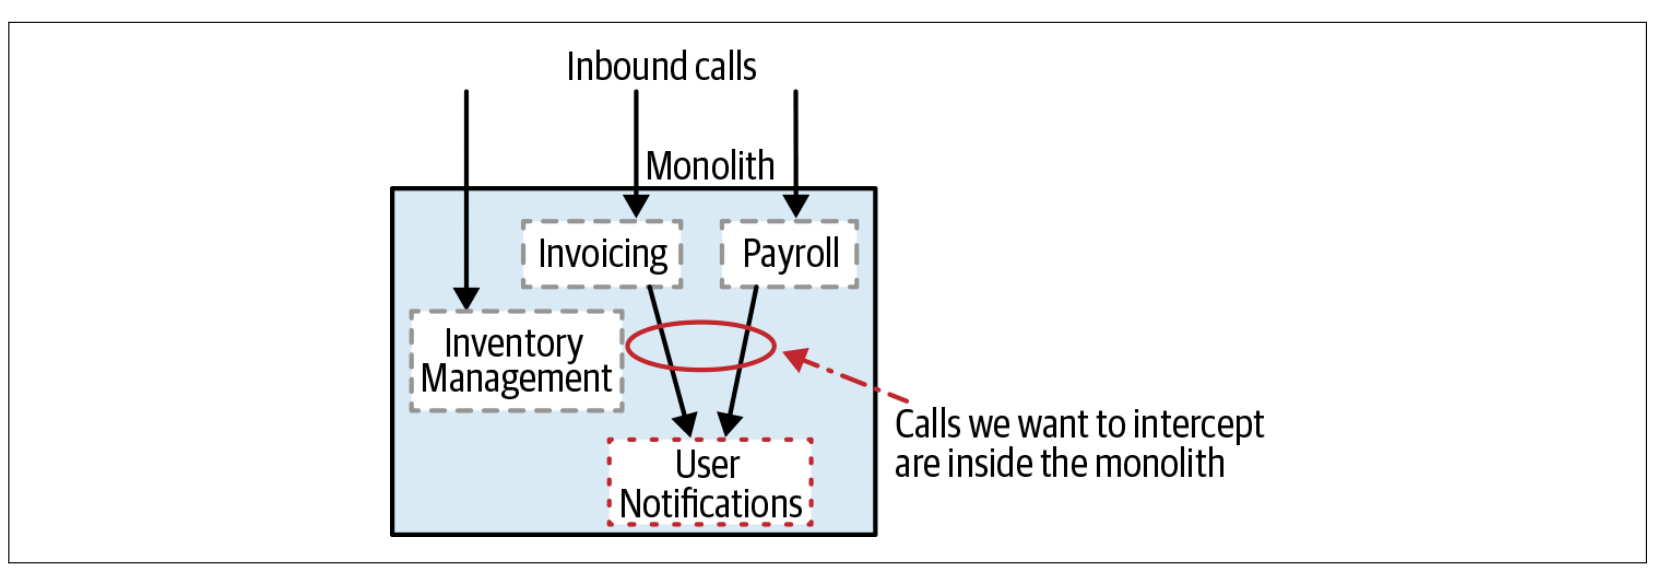 Inbound calls
Monolith
Invoicing
Payroll
Inventory
Management
Calls we want to intercept
are inside the monolith
User
Notifications